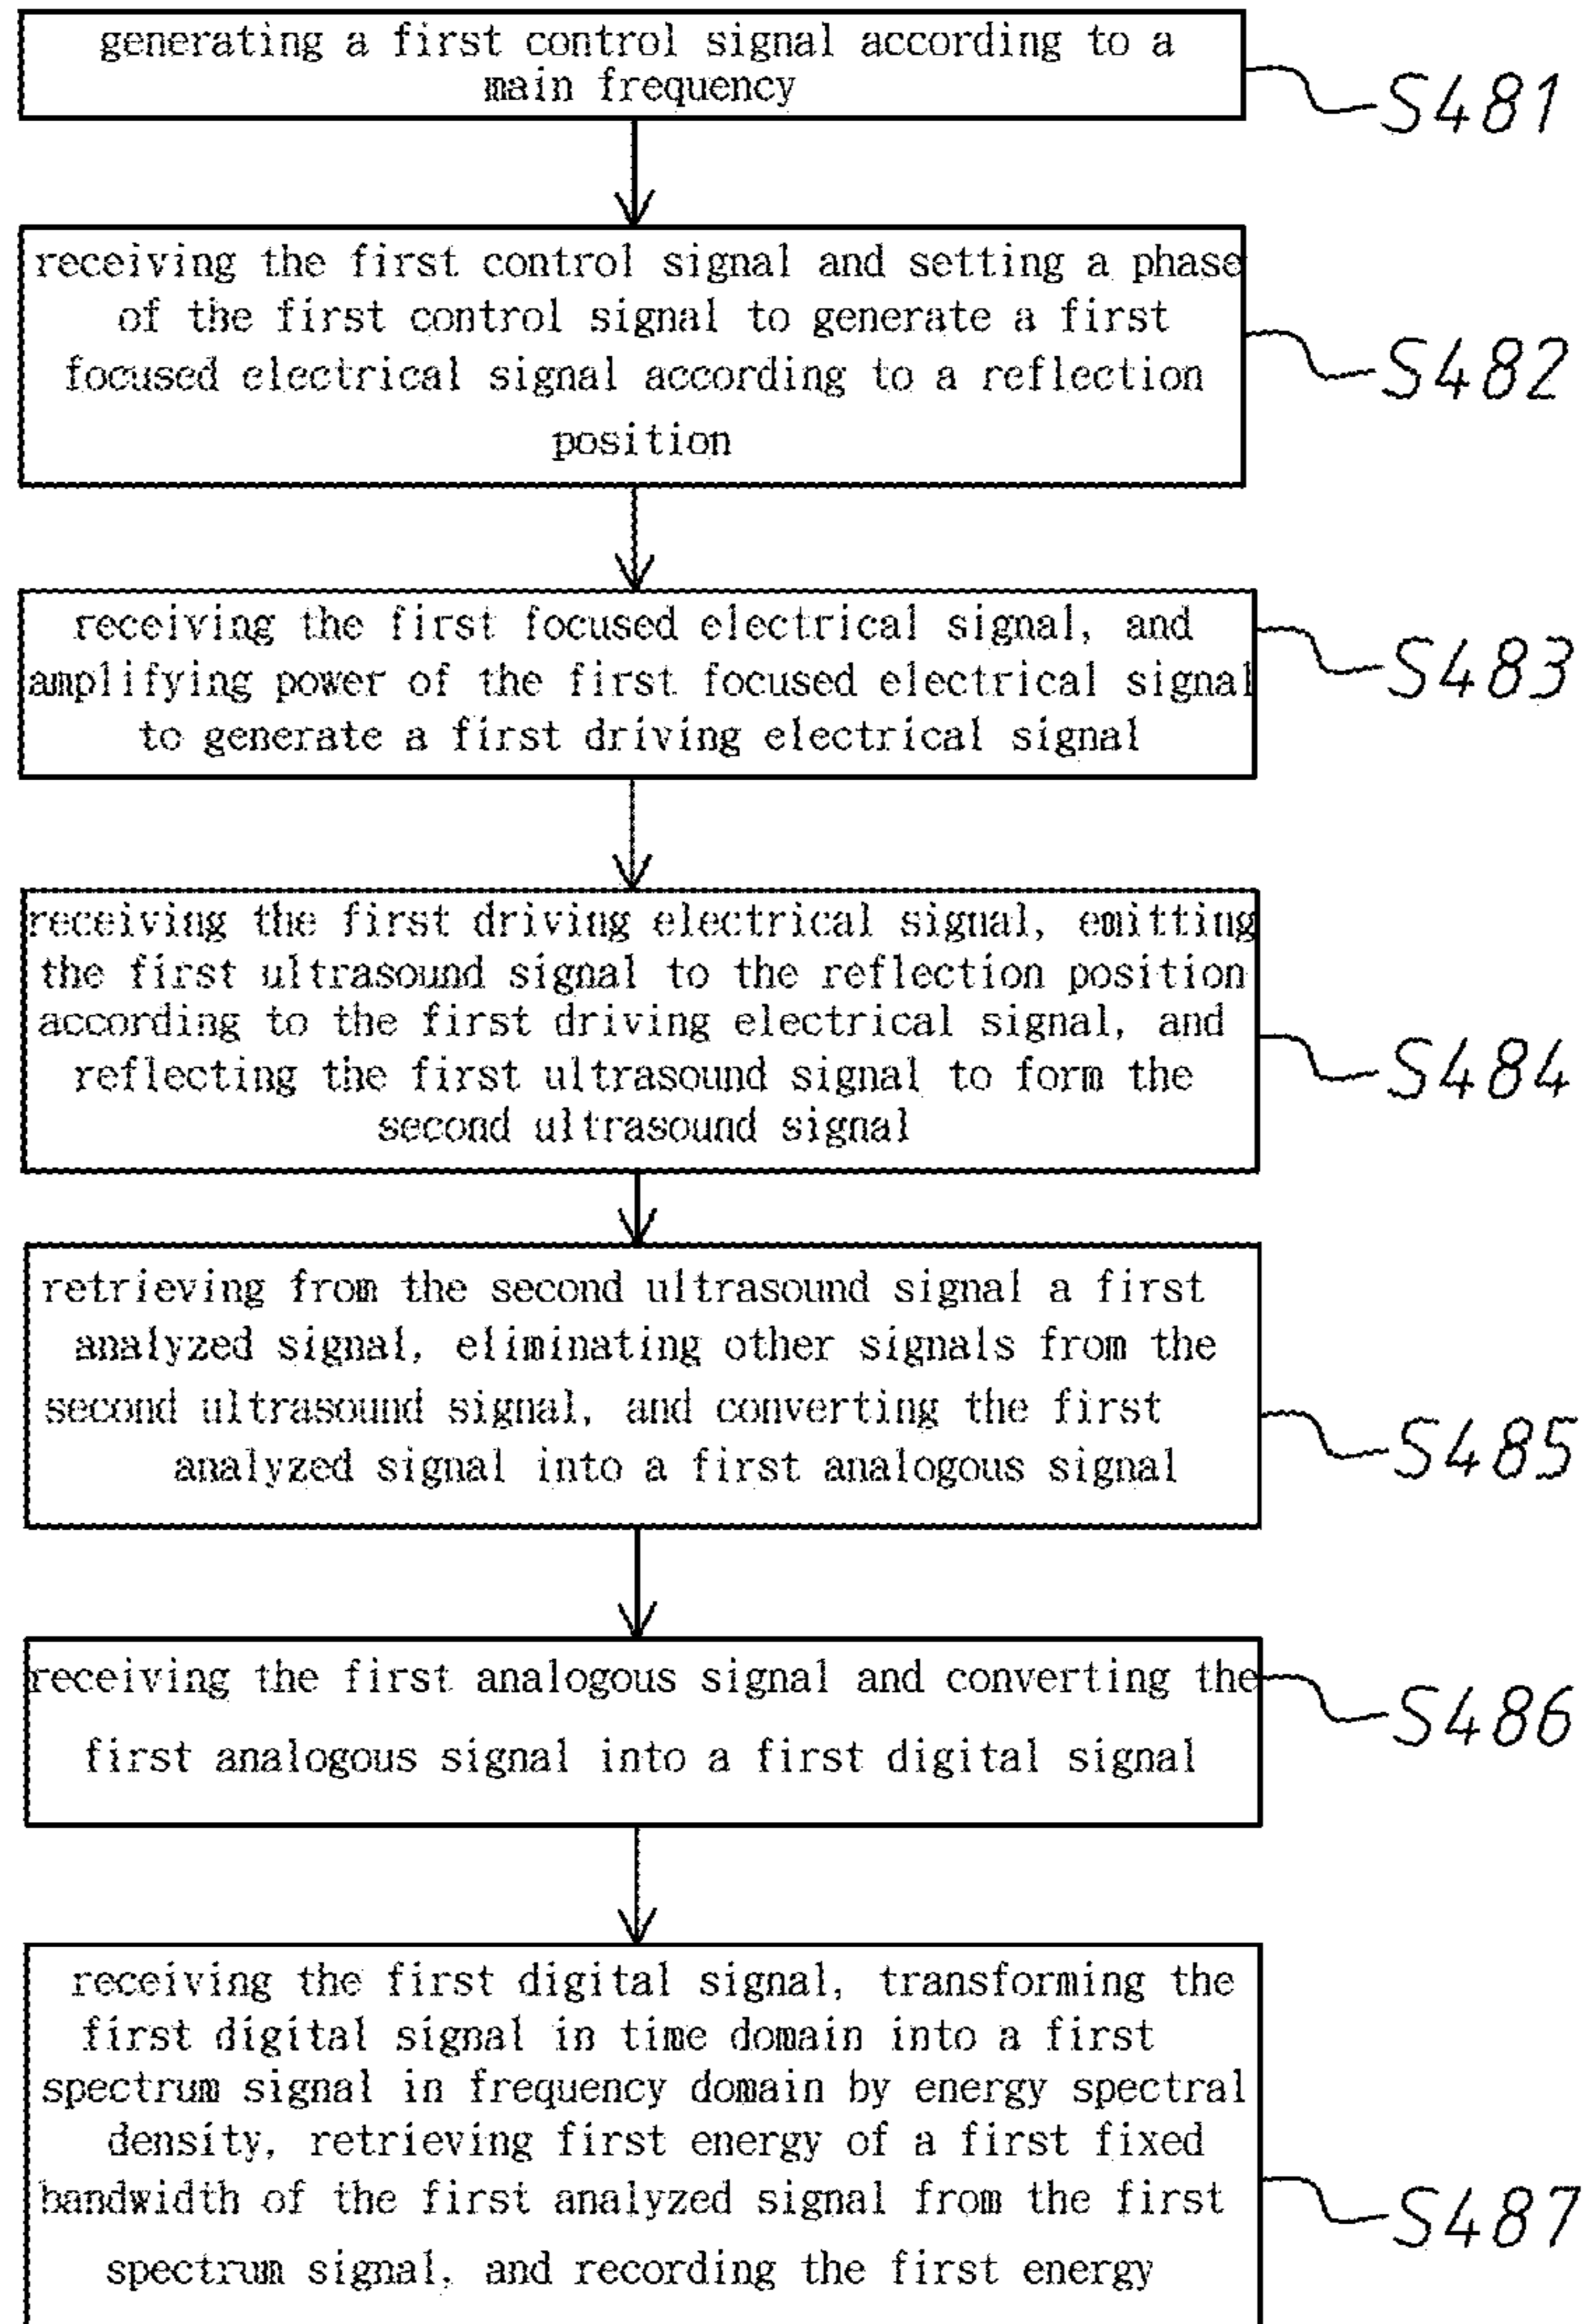 generating a first control signal according to a
main frequency
S481
receiving the first control signal and setting a phase
of the first control signal to generate a first
focused electrical signal according to a reflection
position
S482
receiving the first focused electrical signal, and
amplifying power of the first focused electrical signal
to generate a first driving electrical signal
S483
receiving the first driving electrical signal, emitting
the first ultrasound signal to the reflection position
according to the first driving electrical signal, and
reflecting the first ultrasound signal to form the
second ultrasound signal
S484
retrieving from the second ultrasound signal a first
analyzed signal, eliminating other signals from the
second ultrasound signal, and converting the first
analyzed signal into a first analogous signal
S485
receiving the first analogous signal and converting the
first analogous signal into a first digital signal
S486
receiving the first digital signal, transforming the
first digital signal in time domain into a first
spectrum signal in frequency domain by energy spectral
density, retrieving first energy of a first fixed
bandwidth of the first analyzed signal from the first
spectrum signal, and recording the first energy
S487